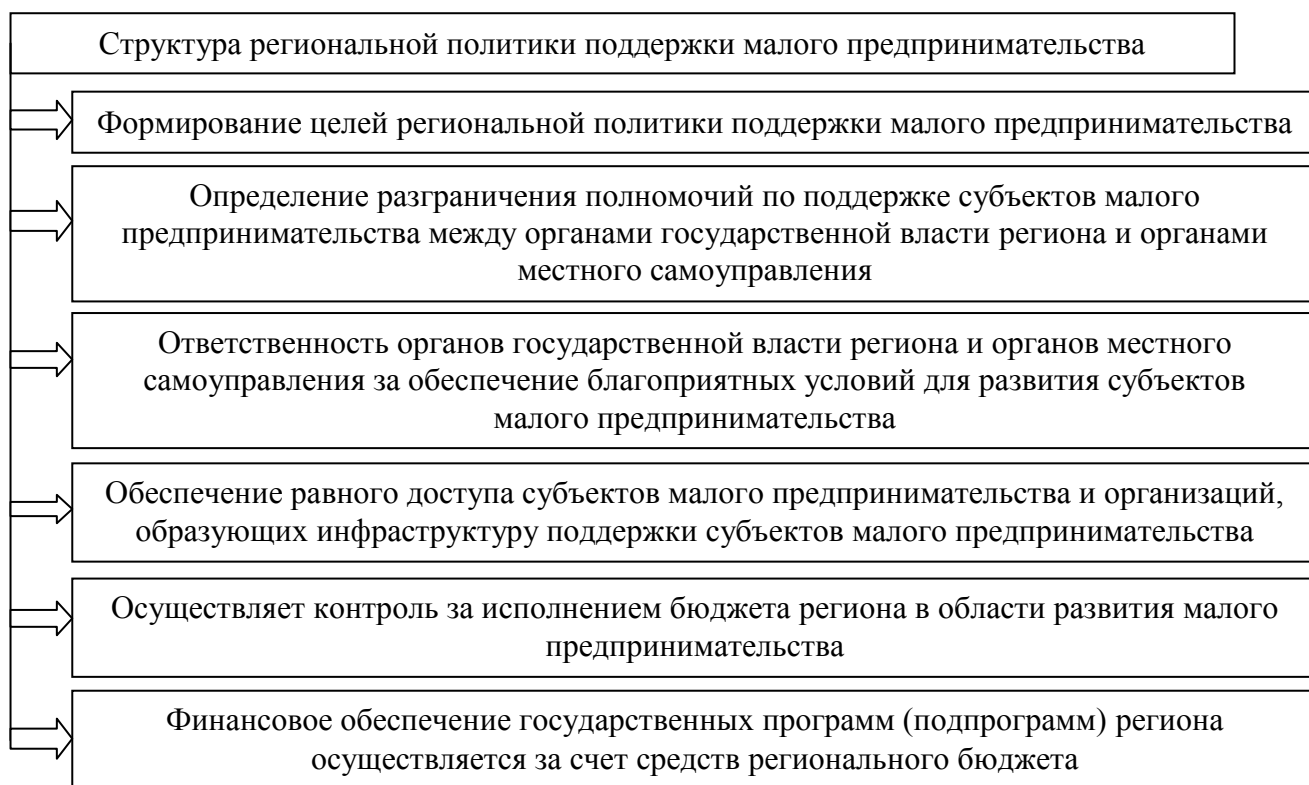 Структура региональной политики поддержки малого предпринимательства
Формирование целей региональной политики поддержки малого предпринимательства
Определение разграничения полномочий по поддержке субъектов малого
предпринимательства между органами государственной власти региона и органами
местного самоуправления
Ответственность органов государственной власти региона и органов местного
самоуправления за обеспечение благоприятных условий для развития субъектов
малого предпринимательства
Обеспечение равного доступа субъектов малого предпринимательства и организаций,
образующих инфраструктуру поддержки субъектов малого предпринимательства
Осуществляет контроль за исполнением бюджета региона в области развития малого
предпринимательства
Финансовое обеспечение государственных программ (подпрограмм) региона
осуществляется за счет средств регионального бюджета